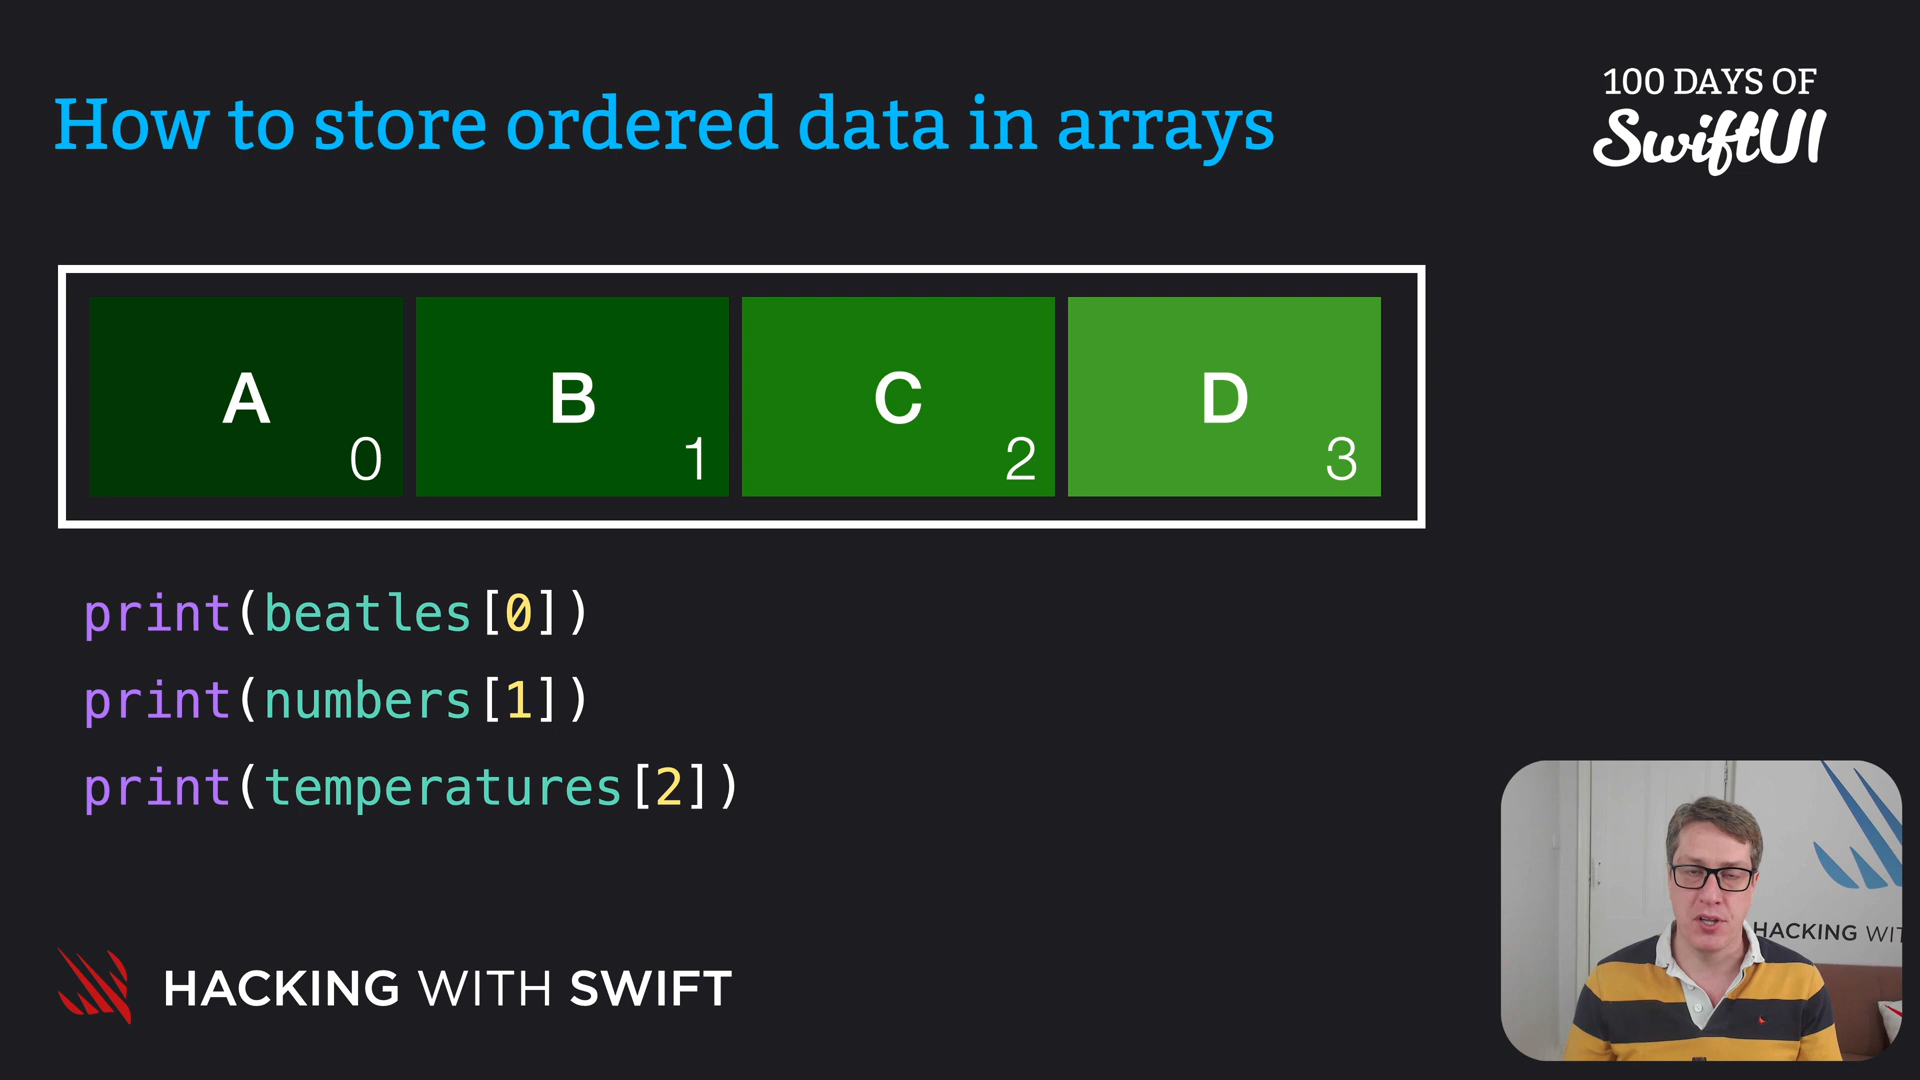 How to store ordered data in arrays
100 DAYS OF
SwiftUI
A
0
B
1
C
2
D
3
print(beatles[0])
print(numbers[1])
print(temperatures[2])
HACKING WITH SWIFT
HACKING WIT